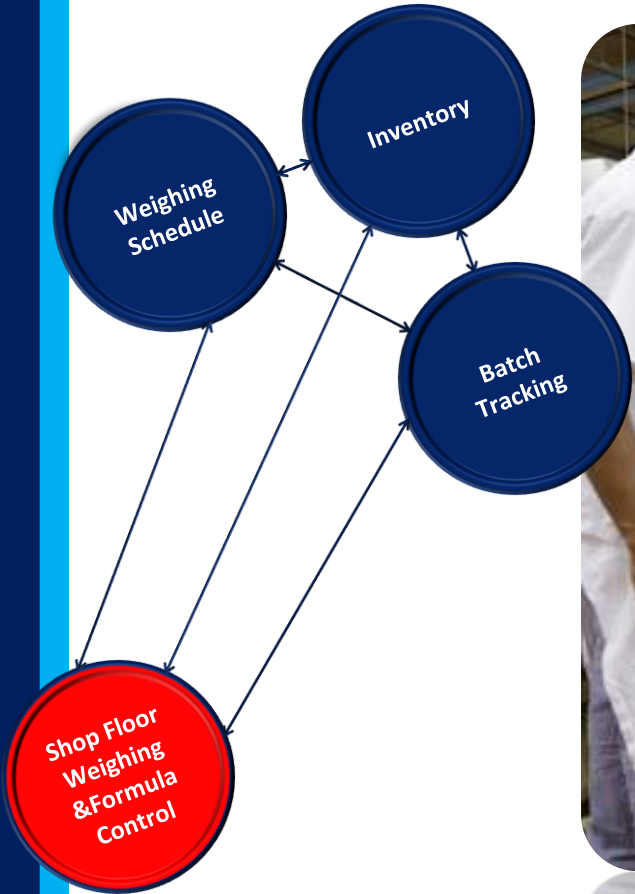 Inventory
Weighing
Schedule
Batch
Tracking
Shop Floor
Weighing
&Formula
Control